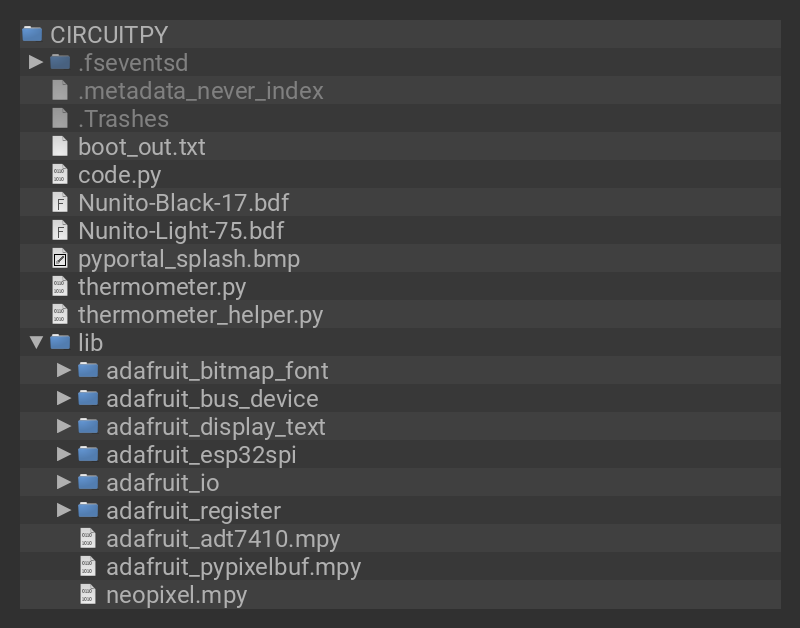 CIRCUITPY
.fseventsd
.metadata_never_index
.Trashes
boot_out.txt
code.py
Nunito-Black-17.bdf
Nunito-Light-75.bdf
pyportal_splash.bmp
thermometer.py
thermometer_helper.py
lib
adafruit_bitmap_font
adafruit_bus_device
adafruit_display_text
adafruit_esp32spi
adafruit_io
adafruit_register
adafruit_adt7410.mpy
adafruit_pypixelbuf.mpy
neopixel.mpy